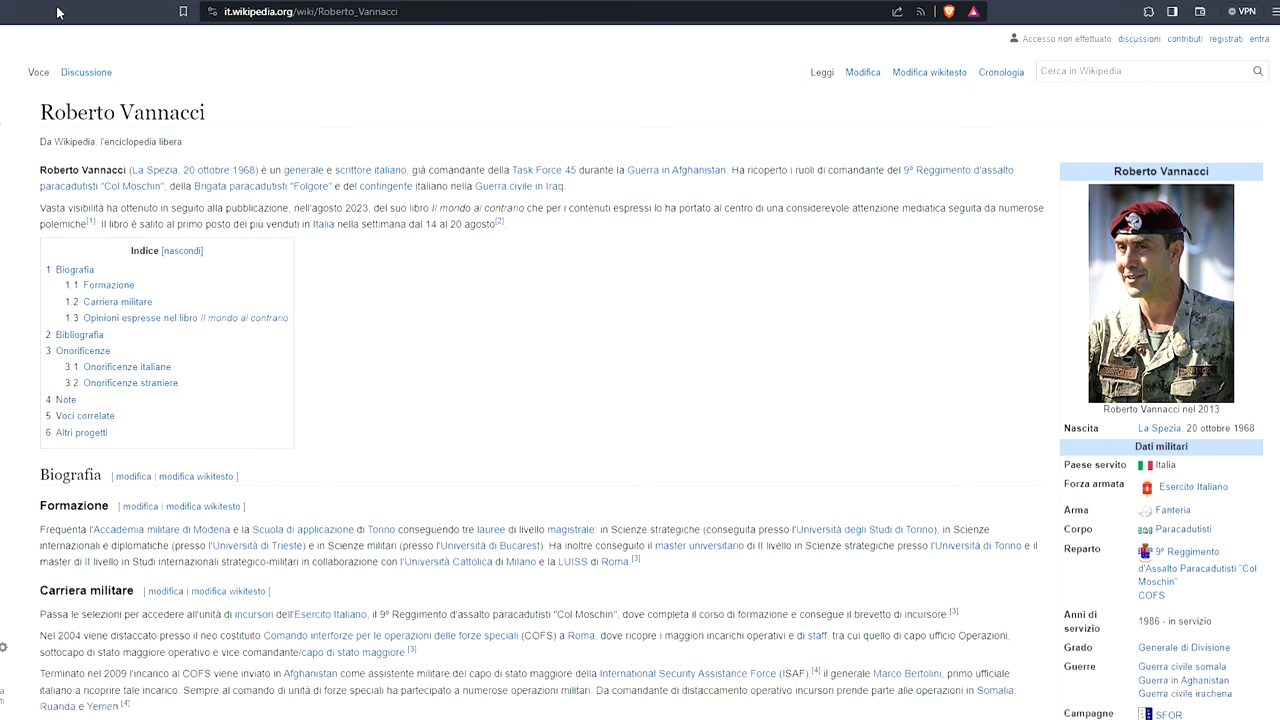 it.wikipedia.org/wiki/Roberto_Vannacci
VPN
Accesso non effettuato discussioni contributi registrati entra
Voce Discussione
Leggi Modifica Modifica wikitesto Cronologia Cerca in Wikipedia
Roberto Vannacci
Da Wikipedia, l'enciclopedia libera.
Roberto Vannacci (La Spezia, 20 ottobre 1968) è un generale e scrittore italiano, già comandante della Task Force 45 durante la Guerra in Afghanistan. Ha ricoperto i ruoli di comandante del 9º Reggimento d'assalto
paracadutisti "Col Moschin", della Brigata paracadutisti "Folgore" e del contingente italiano nella Guerra civile in Iraq.
Vasta visibilità ha ottenuto in seguito alla pubblicazione, nell'agosto 2023, del suo libro Il mondo al contrario che per i contenuti espressi lo ha portato al centro di una considerevole attenzione mediatica seguita da numerose
polemiche[1]. Il libro è salito al primo posto dei più venduti in Italia nella settimana dal 14 al 20 agosto[2].
Indice [nascondi]
1 Biografia
1.1 Formazione
1.2 Carriera militare
1.3 Opinioni espresse nel libro Il mondo al contrario
2 Bibliografia
3 Onorificenze
3.1 Onorificenze italiane
3.2 Onorificenze straniere
4 Note
5 Voci correlate
6 Altri progetti
Biografia [ modifica | modifica wikitesto ]
Formazione [ modifica | modifica wikitesto ]
Frequenta l'Accademia militare di Modena e la Scuola di applicazione di Torino conseguendo tre lauree di livello magistrale: in Scienze strategiche (conseguita presso l'Università degli Studi di Torino), in Scienze
internazionali e diplomatiche (presso l'Università di Trieste) e in Scienze militari (presso l'Università di Bucarest). Ha inoltre conseguito il master universitario di II livello in Scienze strategiche presso l'Università di Torino e il
master di II livello in Studi internazionali strategico-militari in collaborazione con l'Università Cattolica di Milano e la LUISS di Roma.[3]
Carriera militare [ modifica | modifica wikitesto ]
Passa le selezioni per accedere all'unità di incursori dell'Esercito Italiano, il 9º Reggimento d'assalto paracadutisti "Col Moschin", dove completa il corso di formazione e consegue il brevetto di incursore.[3]
Nel 2004 viene distaccato presso il neo costituito Comando interforze per le operazioni delle forze speciali (COFS) a Roma, dove ricopre i maggiori incarichi operativi e di staff, tra cui quello di capo ufficio Operazioni,
sottocapo di stato maggiore operativo e vice comandante/capo di stato maggiore.[3]
Terminato nel 2009 l'incarico al COFS viene inviato in Afghanistan come assistente militare del capo di stato maggiore della International Security Assistance Force (ISAF),[4] il generale Marco Bertolini, primo ufficiale
italiano a ricoprire tale incarico. Sempre al comando di unità di forze speciali ha partecipato a numerose operazioni militari. Da comandante di distaccamento operativo incursori prende parte alle operazioni in Somalia,
Ruanda e Yemen.[4]
Roberto Vannacci
Roberto Vannacci nel 2013
Nascita La Spezia, 20 ottobre 1968
Dati militari
Paese servito Italia
Forza armata Esercito Italiano
Arma Fanteria
Corpo Paracadutisti
Reparto 9º Reggimento
d'Assalto Paracadutisti "Col
Moschin"
COFS
Anni di
servizio 1986 - in servizio
Grado Generale di Divisione
Guerre Guerra civile somala
Guerra in Aghanistan
Guerra civile irachena
Campagne SFOR